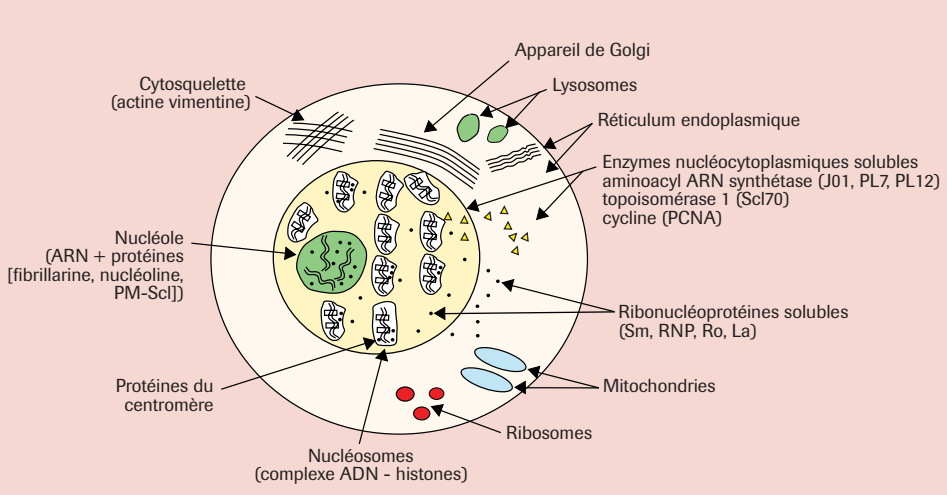 Appareil de Golgi
Cytosquelette
(actine vimentine)
Lysosomes
Réticulum endoplasmique
Enzymes nucléocytoplasmiques solubles
aminoacyl ARN synthétase (J01, PL7, PL12)
topoisomérase 1 (Scl70)
cycline (PCNA)
Nucléole
(ARN + protéines
[fibrillarine, nucléoline,
PM-Scl])
Ribonucléoprotéines solubles
(Sm, RNP, Ro, La)
Protéines du
centromère
Mitochondries
Ribosomes
Nucléosomes
(complexe ADN - histones)